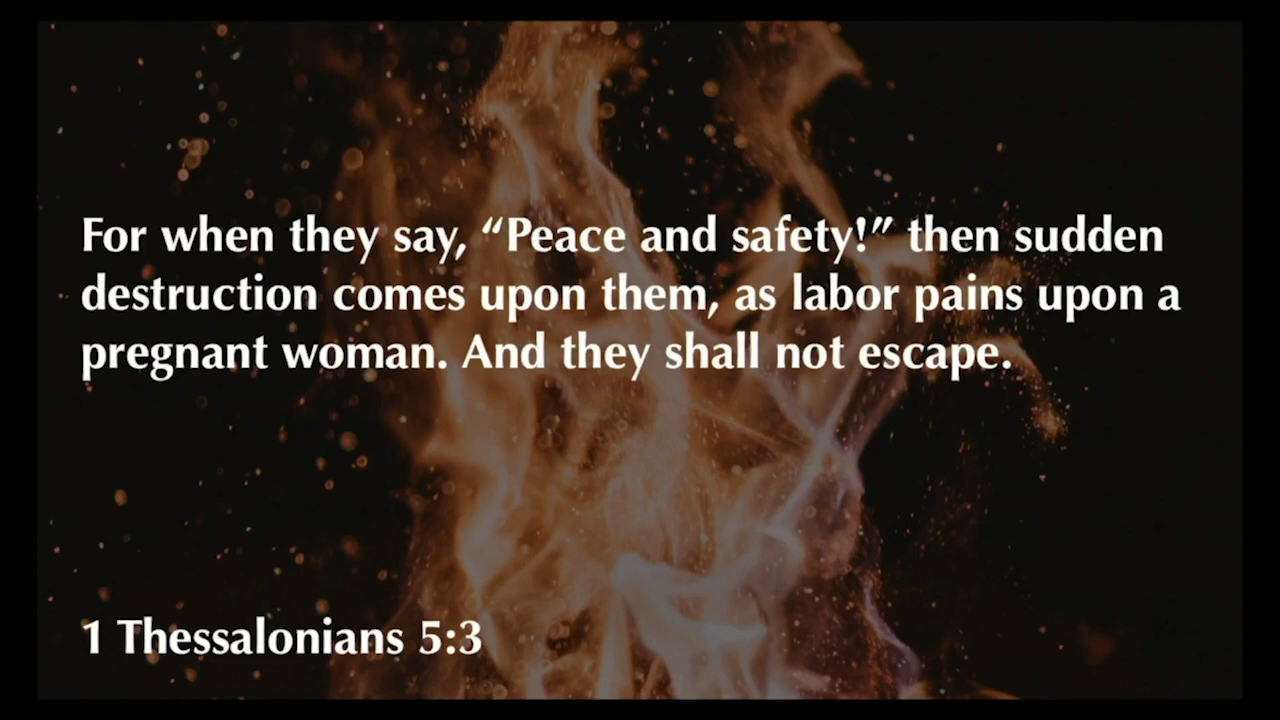 For when they say, “Peace and safety!” then sudden
destruction comes upon them, as labor pains upon a
pregnant woman. And they shall not escape.
1 Thessalonians 5:3